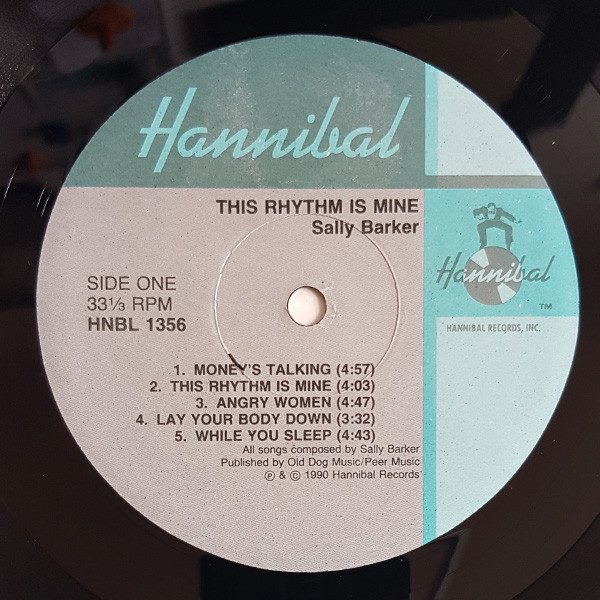 Hannibal
THIS RHYTHM IS MINE
Sally Barker
SIDE ONE
33⅓ RPM
HNBL 1356
Hannibal
TM
HANNIBAL RECORDS, INC.
1. MONEY'S TALKING (4:57)
2. THIS RHYTHM IS MINE (4:03)
3. ANGRY WOMEN (4:47)
4. LAY YOUR BODY DOWN (3:32)
5. WHILE YOU SLEEP (4:43)
All songs composed by Sally Barker
Published by Old Dog Music/Peer Music
℗ & © 1990 Hannibal Records